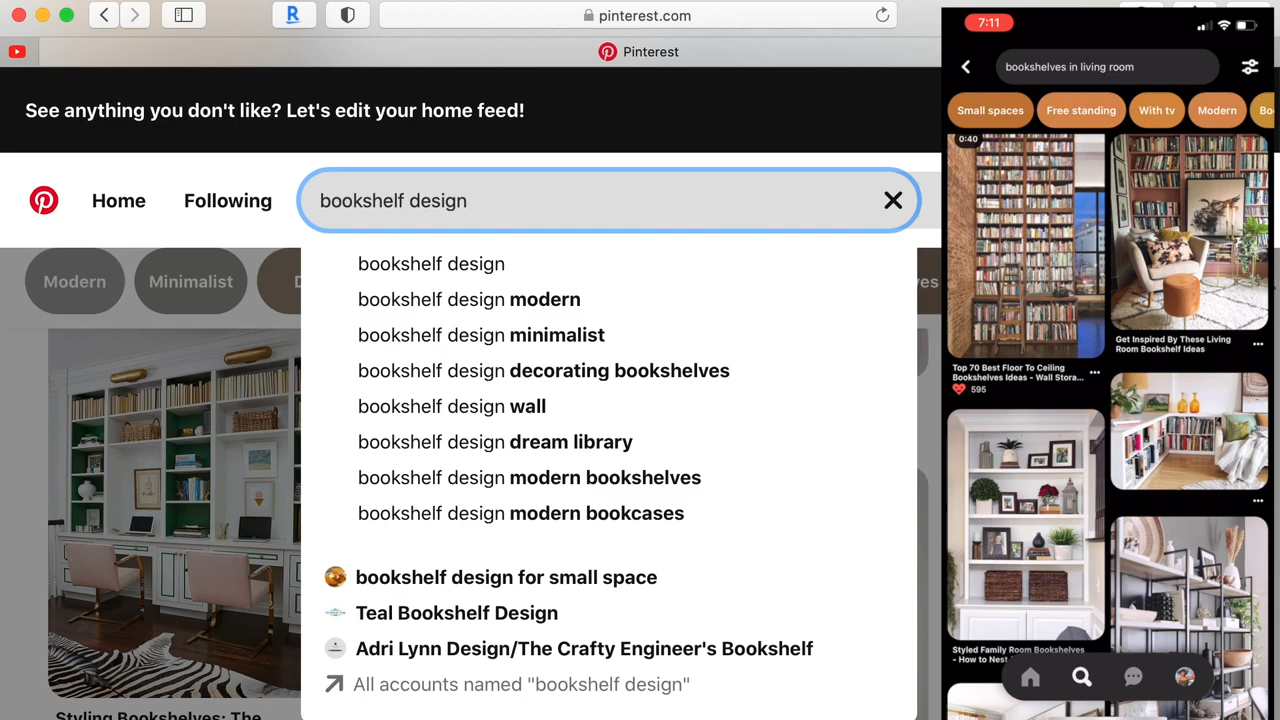 pinterest.com
Pinterest
See anything you don't like? Let's edit your home feed!
Home
Following
bookshelf design
Modern
Minimalist
bookshelf design
bookshelf design modern
bookshelf design minimalist
bookshelf design decorating bookshelves
bookshelf design wall
bookshelf design dream library
bookshelf design modern bookshelves
bookshelf design modern bookcases
bookshelf design for small space
Teal Bookshelf Design
Adri Lynn Design/The Crafty Engineer's Bookshelf
All accounts named "bookshelf design"
Styling Bookshelves: The
7:11
bookshelves in living room
Small spaces
Free standing
With tv
Modern
Bo
0:40
Top 70 Best Floor To Ceiling
Bookshelves Ideas - Wall Stora...
595
Get Inspired By These Living
Room Bookshelf Ideas
Styled Family Room Bookshelves
- How to Nest